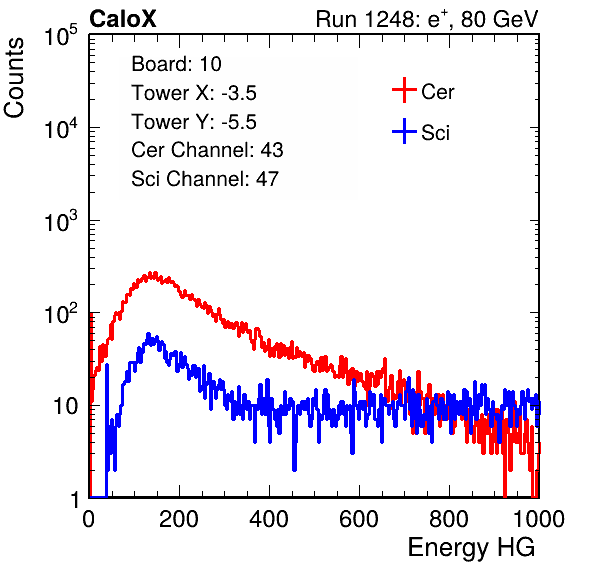 CaloX Run 1248: e⁺, 80 GeV
Counts
Board: 10
Tower X: -3.5
Tower Y: -5.5
Cer Channel: 43
Sci Channel: 47
Cer
Sci
10⁵
10⁴
10³
10²
10
1
0 200 400 600 800 1000
Energy HG